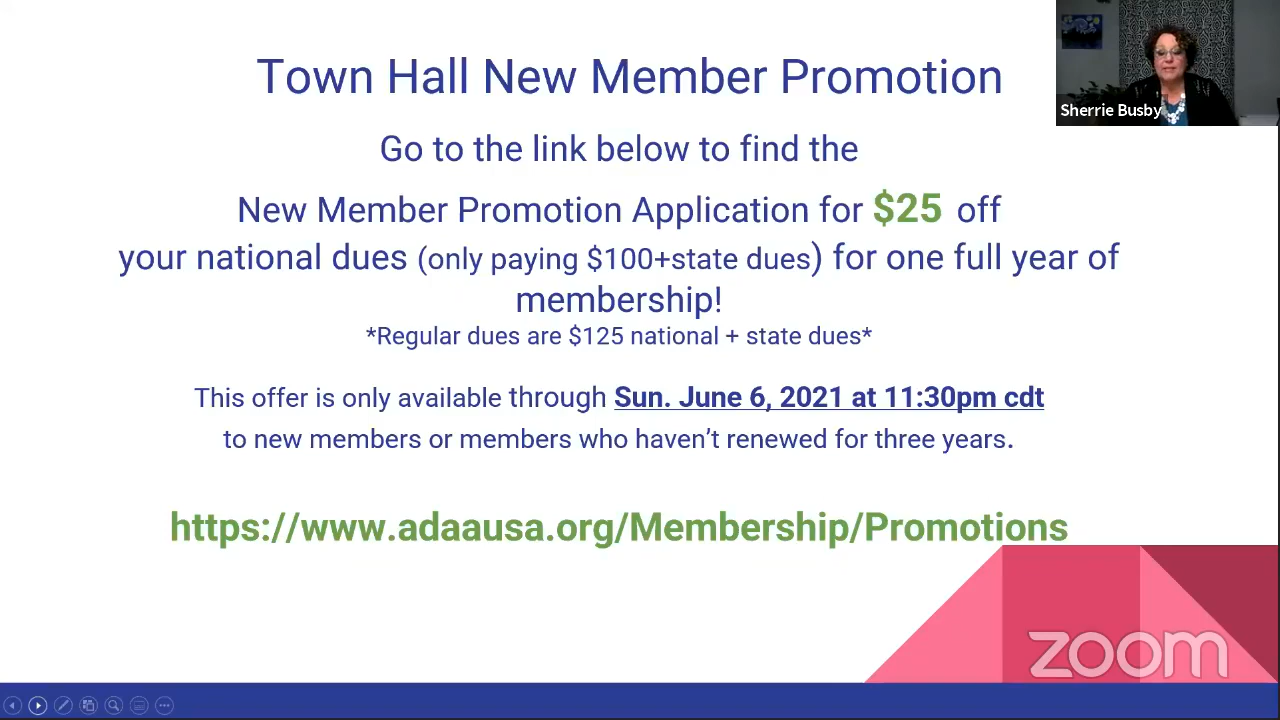 Town Hall New Member Promotion
Sherrie Busby
Go to the link below to find the
New Member Promotion Application for $25 off
your national dues (only paying $100+state dues) for one full year of
membership!
*Regular dues are $125 national + state dues*
This offer is only available through Sun. June 6, 2021 at 11:30pm cdt
to new members or members who haven’t renewed for three years.
https://www.adaausa.org/Membership/Promotions
zoom